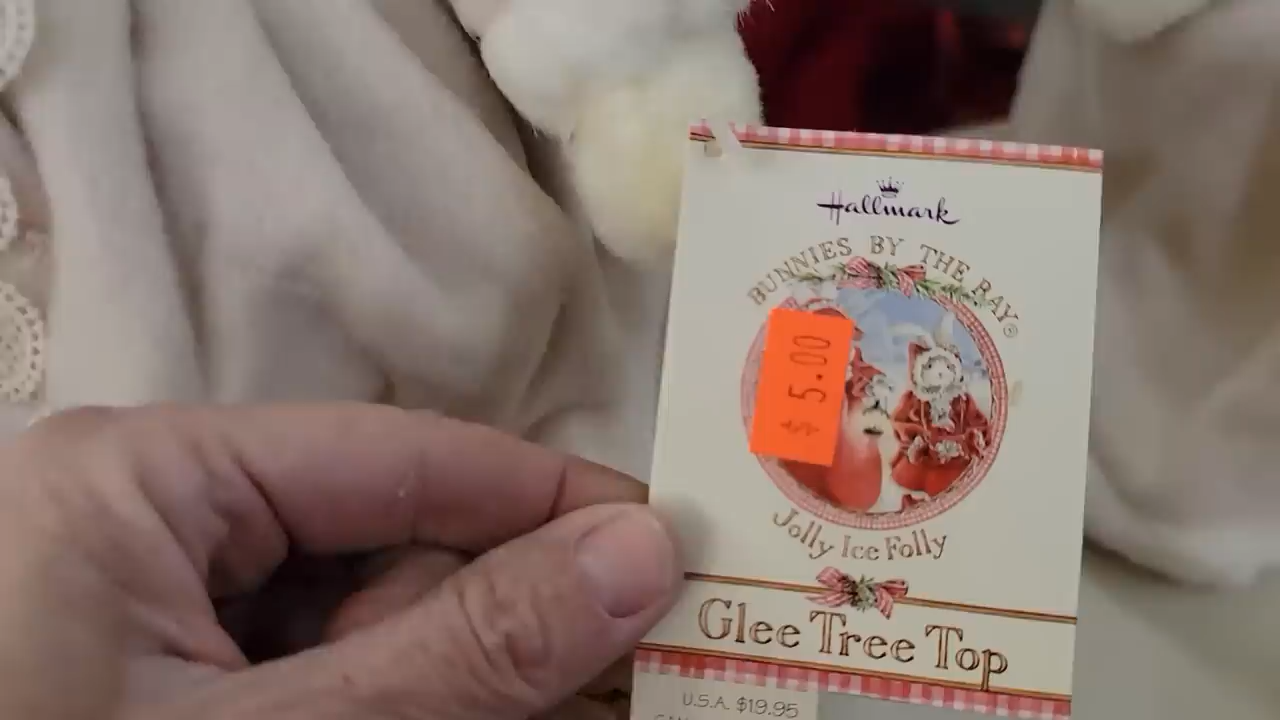 Hallmark
BUNNIES BY THE BAY®
$ 5.00
Jolly Ice Folly
Glee Tree Top
U.S.A. $19.95